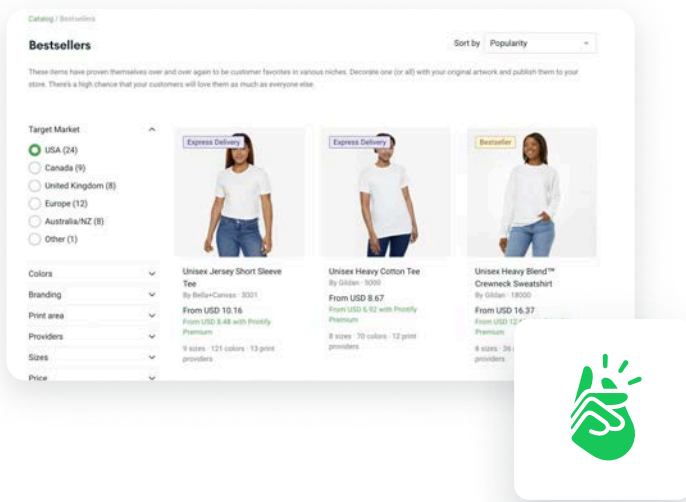 Catalog / Bestsellers
Bestsellers
Sort by Popularity
These items have proven themselves over and over again to be customer favorites in various niches. Decorate one (or all) with your original artwork and publish them to your
store. There's a high chance that your customers will love them as much as everyone else.
Target Market
USA (24)
Canada (9)
United Kingdom (8)
Europe (12)
Australia/NZ (8)
Other (1)
Colors
Branding
Print area
Providers
Sizes
Price
Express Delivery
Unisex Jersey Short Sleeve
Tee
By Bella+Canvas · 3001
From USD 10.16
From USD 8.48 with Printify
Premium
9 sizes · 121 colors · 13 print
providers
Express Delivery
Unisex Heavy Cotton Tee
By Gildan · 5000
From USD 8.67
From USD 6.92 with Printify
Premium
8 sizes · 70 colors · 12 print
providers
Bestseller
Unisex Heavy Blend™
Crewneck Sweatshirt
By Gildan · 18000
From USD 16.37
From USD
Premium
8 sizes · 36
providers